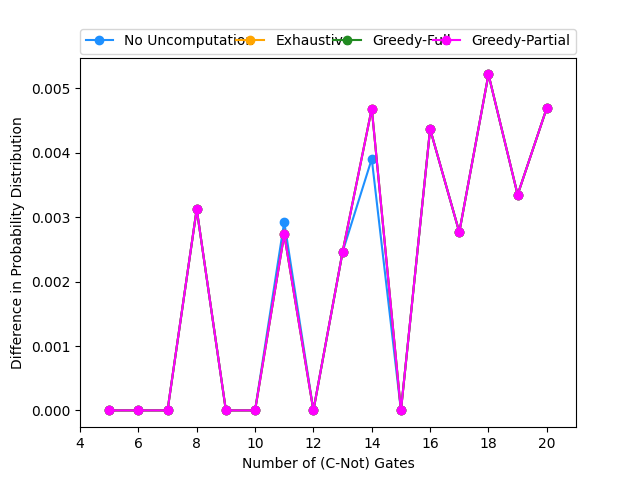 No Uncomputation Exhaustive Greedy-Full Greedy-Partial
0.005
0.004
0.003
0.002
0.001
0.000
Difference in Probability Distribution
4 6 8 10 12 14 16 18 20
Number of (C-Not) Gates